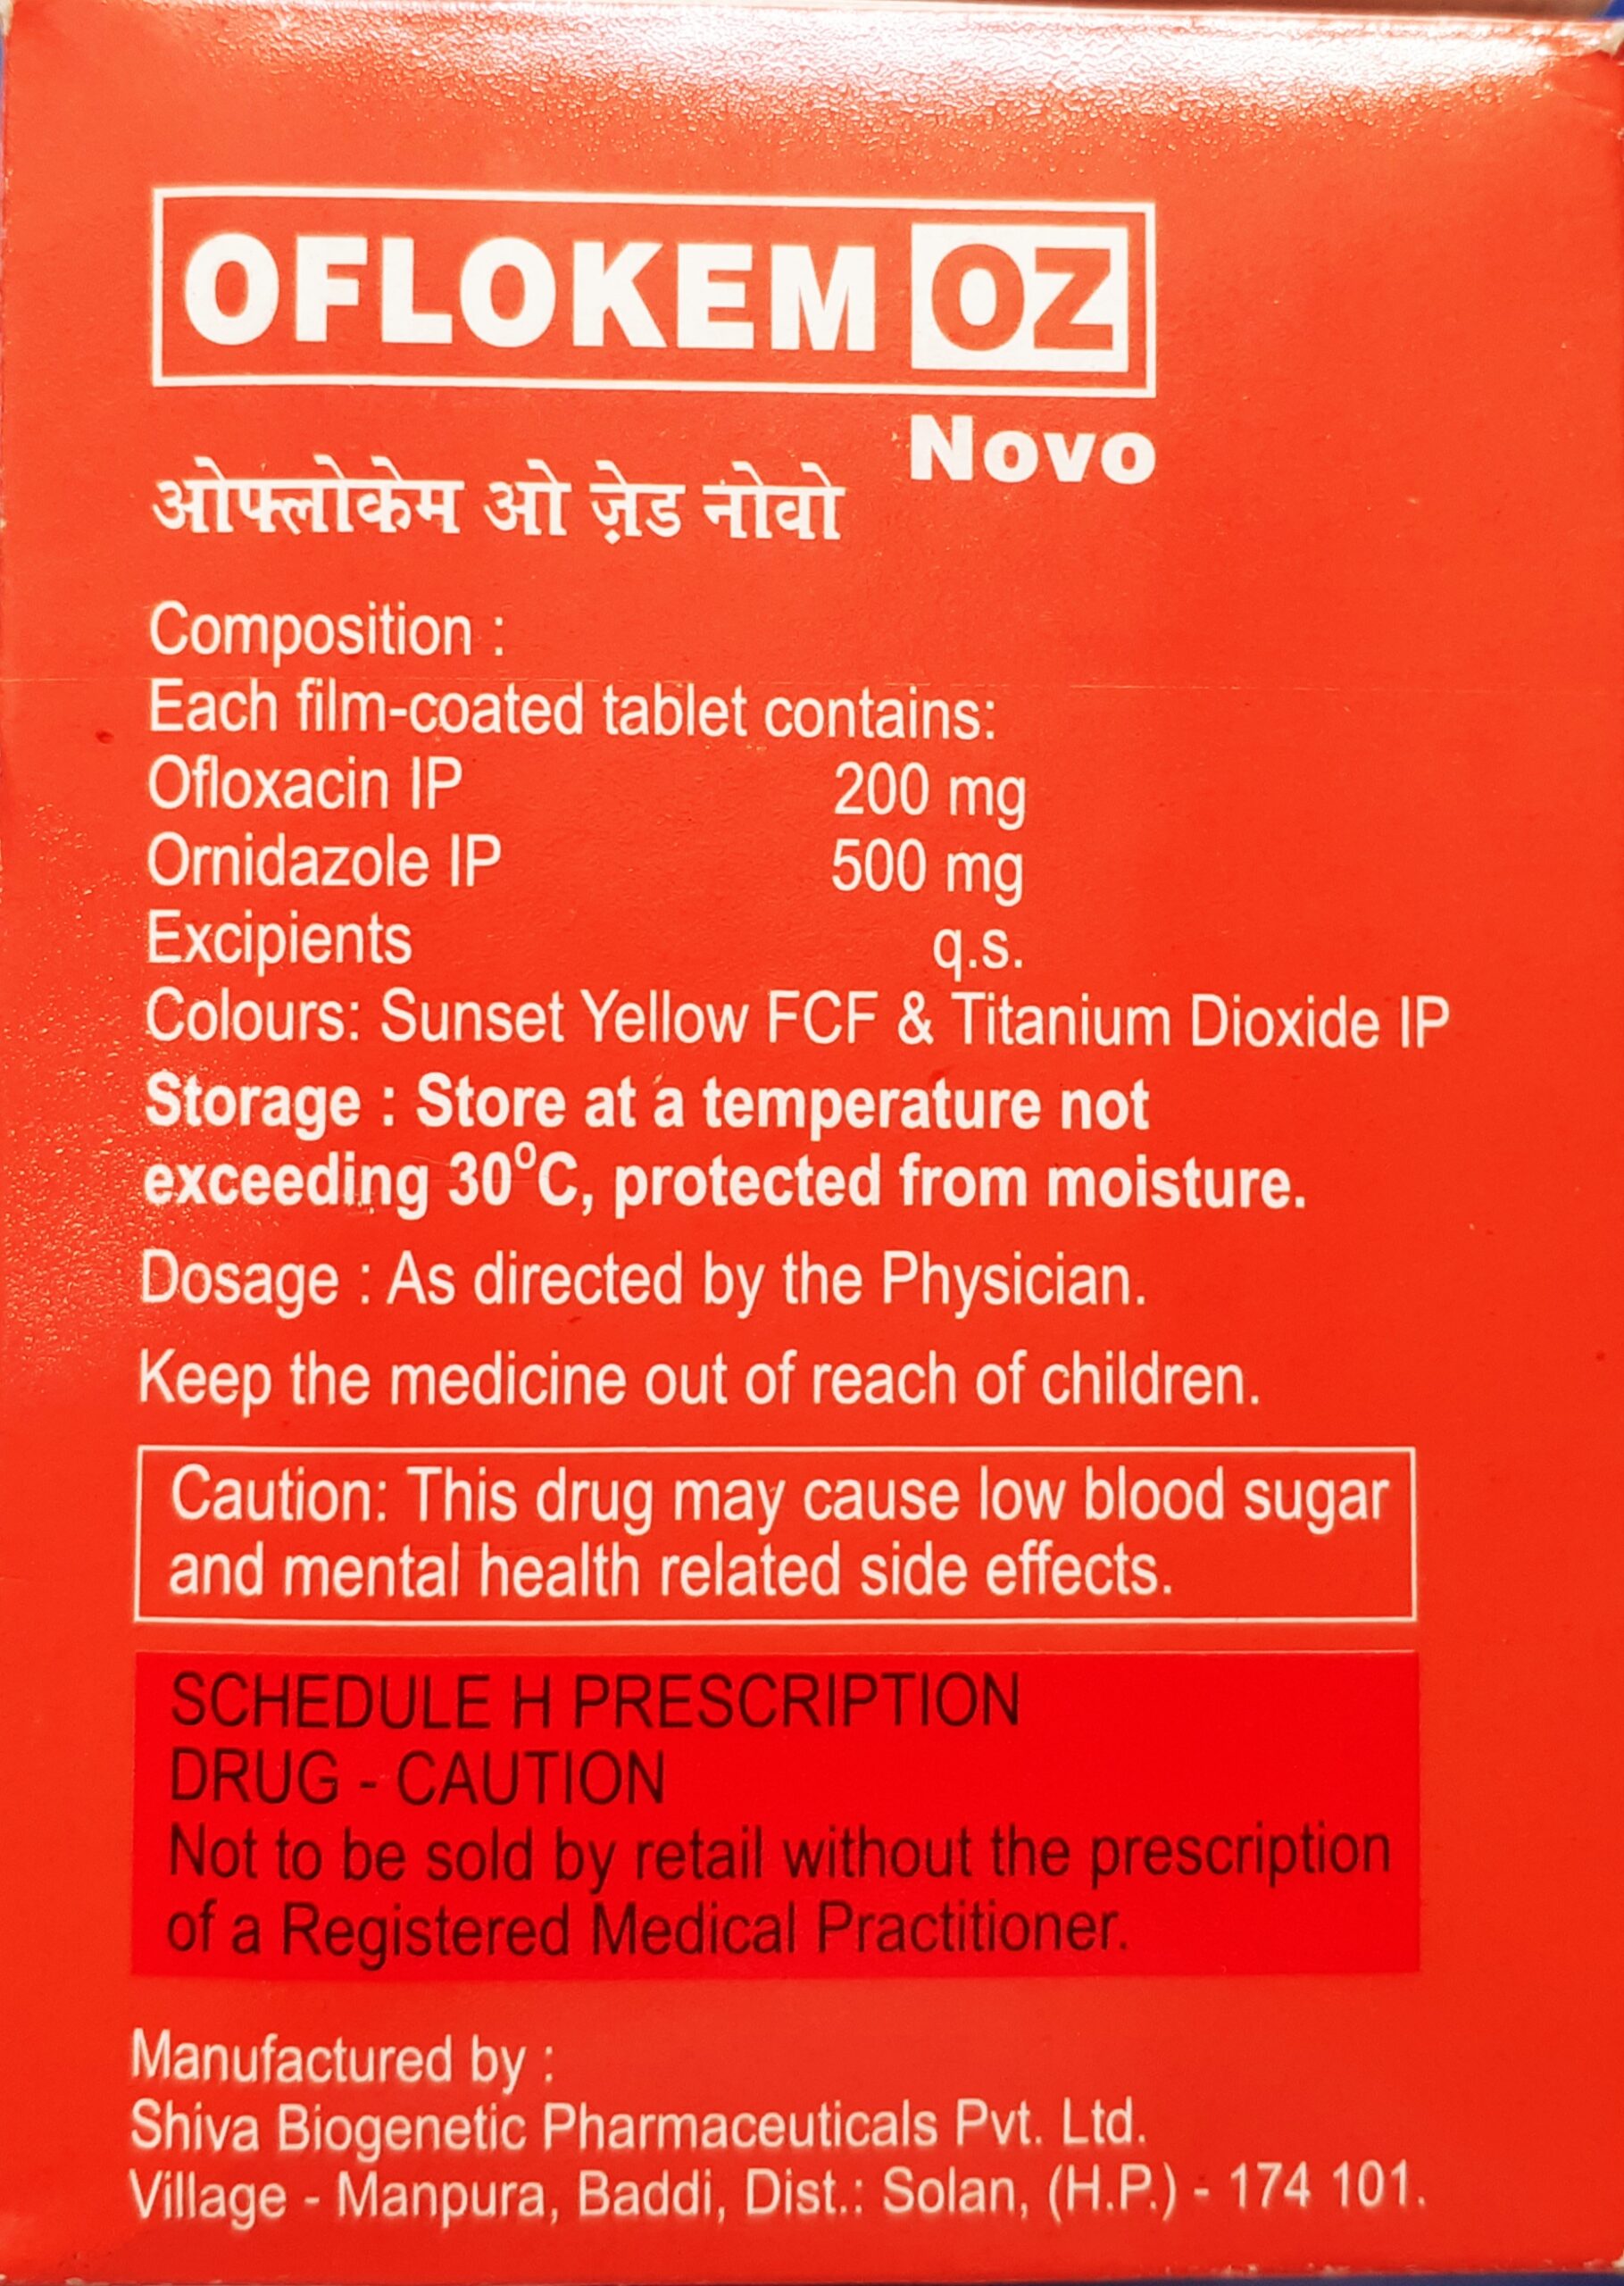 OFLOKEM OZ
Novo
ओफ्लोकेम ओ ज़ेड नोवो
Composition :
Each film-coated tablet contains:
Ofloxacin IP 200 mg
Ornidazole IP 500 mg
Excipients q.s.
Colours: Sunset Yellow FCF & Titanium Dioxide IP
Storage : Store at a temperature not
exceeding 30°C, protected from moisture.
Dosage : As directed by the Physician.
Keep the medicine out of reach of children.
Caution: This drug may cause low blood sugar
and mental health related side effects.
SCHEDULE H PRESCRIPTION
DRUG - CAUTION
Not to be sold by retail without the prescription
of a Registered Medical Practitioner.
Manufactured by :
Shiva Biogenetic Pharmaceuticals Pvt. Ltd.
Village - Manpura, Baddi, Dist.: Solan, (H.P.) - 174 101.